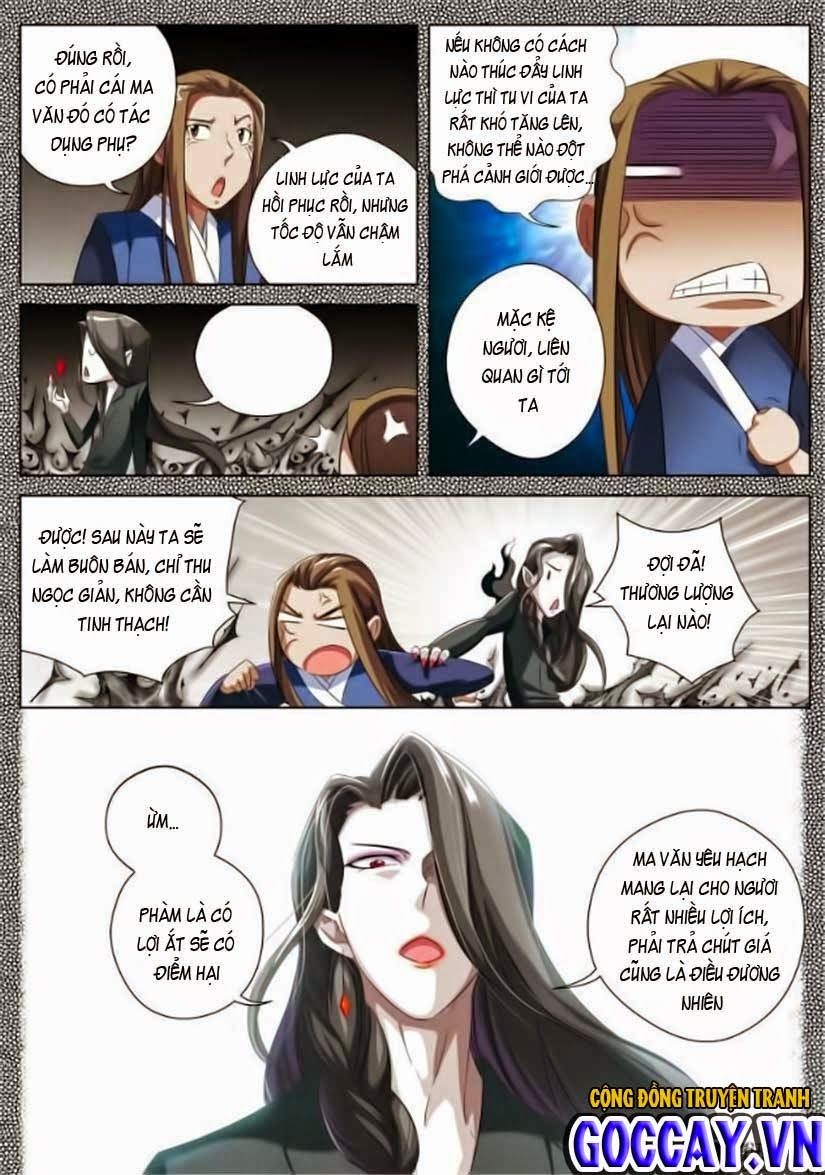 ĐÚNG RỒI,
CÓ PHẢI CÁI MA
VĂN ĐÓ CÓ TÁC
DỤNG PHỤ?
LINH LỰC CỦA TA
HỒI PHỤC RỒI, NHƯNG
TỐC ĐỘ VẪN CHẬM
LẮM
NẾU KHÔNG CÓ CÁCH
NÀO THÚC ĐẨY LINH
LỰC THÌ TU VI CỦA TA
RẤT KHÓ TĂNG LÊN,
KHÔNG THỂ NÀO ĐỘT
PHÁ CẢNH GIỚI ĐƯỢC...
MẶC KỆ
NGƯƠI, LIÊN
QUAN GÌ TỚI
TA
ĐƯỢC! SAU NÀY TA SẼ
LÀM BUÔN BÁN, CHỈ THU
NGỌC GIẢN, KHÔNG CẦN
TINH THẠCH!
ĐỢI ĐÃ!
THƯƠNG LƯỢNG
LẠI NÀO!
ỪM...
PHÀM LÀ CÓ
LỢI ẮT SẼ CÓ
ĐIỂM HẠI
MA VĂN YÊU HẠCH
MANG LẠI CHO NGƯƠI
RẤT NHIỀU LỢI ÍCH,
PHẢI TRẢ CHÚT GIÁ
CŨNG LÀ ĐIỀU ĐƯƠNG
NHIÊN
CỘNG ĐỒNG TRUYỆN TRANH
GOCCAY.VN